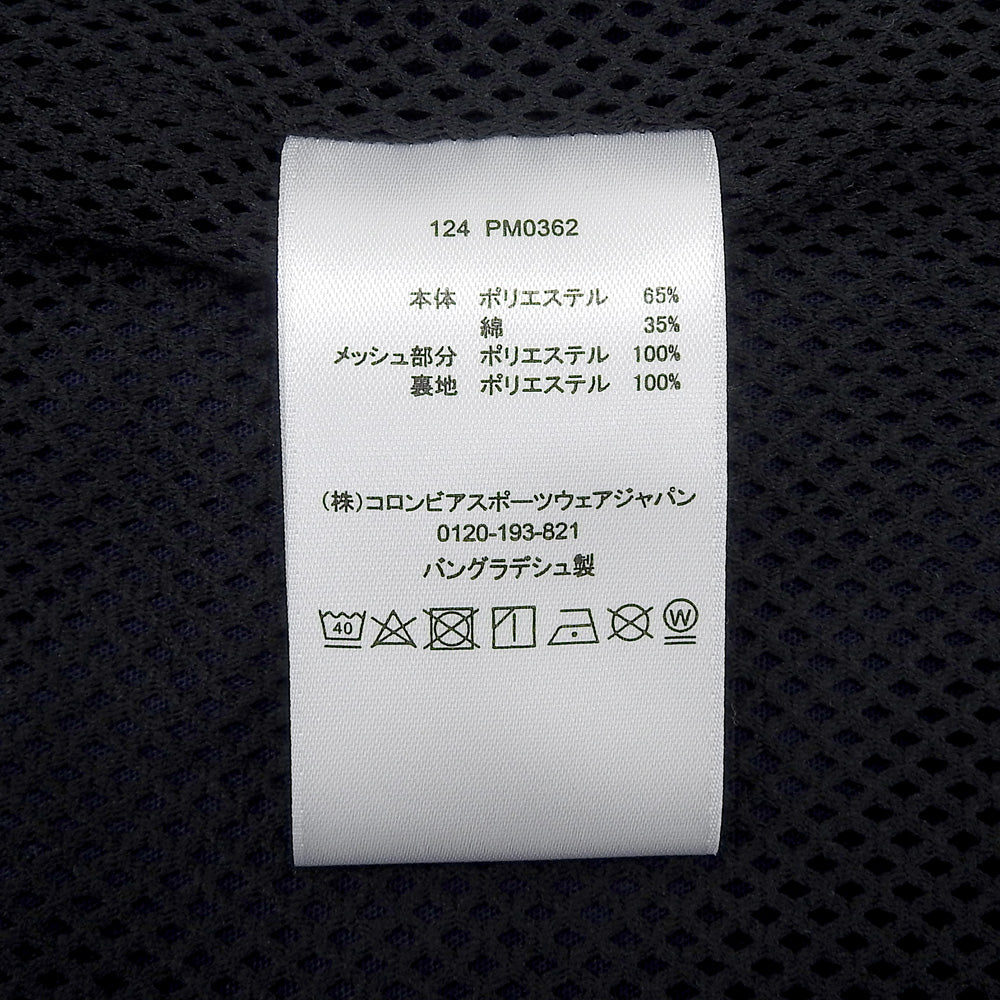 124 PM0362
本体 ポリエステル 65%
綿 35%
メッシュ部分 ポリエステル 100%
裏地 ポリエステル 100%
(株)コロンビアスポーツウェアジャパン
0120-193-821
バングラデシュ製
40 W